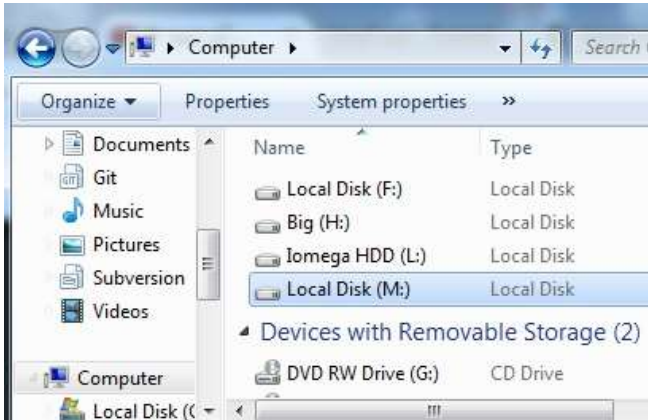 Computer
Search
Organize Properties System properties »
Documents
Git
Music
Pictures
Subversion
Videos
Computer
Local Disk (C
Name Type
Local Disk (F:) Local Disk
Big (H:) Local Disk
Iomega HDD (L:) Local Disk
Local Disk (M:) Local Disk
Devices with Removable Storage (2)
DVD RW Drive (G:) CD Drive